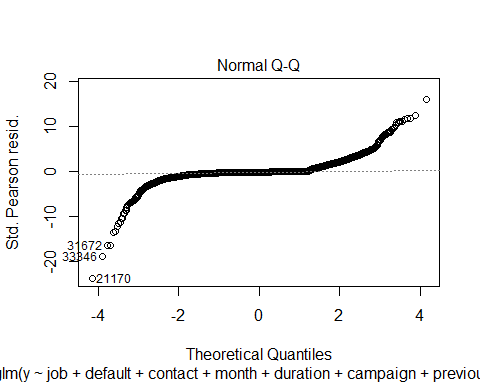 Normal Q-Q
Std. Pearson resid.
20
10
0
-10
-20
31672
33346
21170
-4 -2 0 2 4
Theoretical Quantiles
glm(y ~ job + default + contact + month + duration + campaign + previou